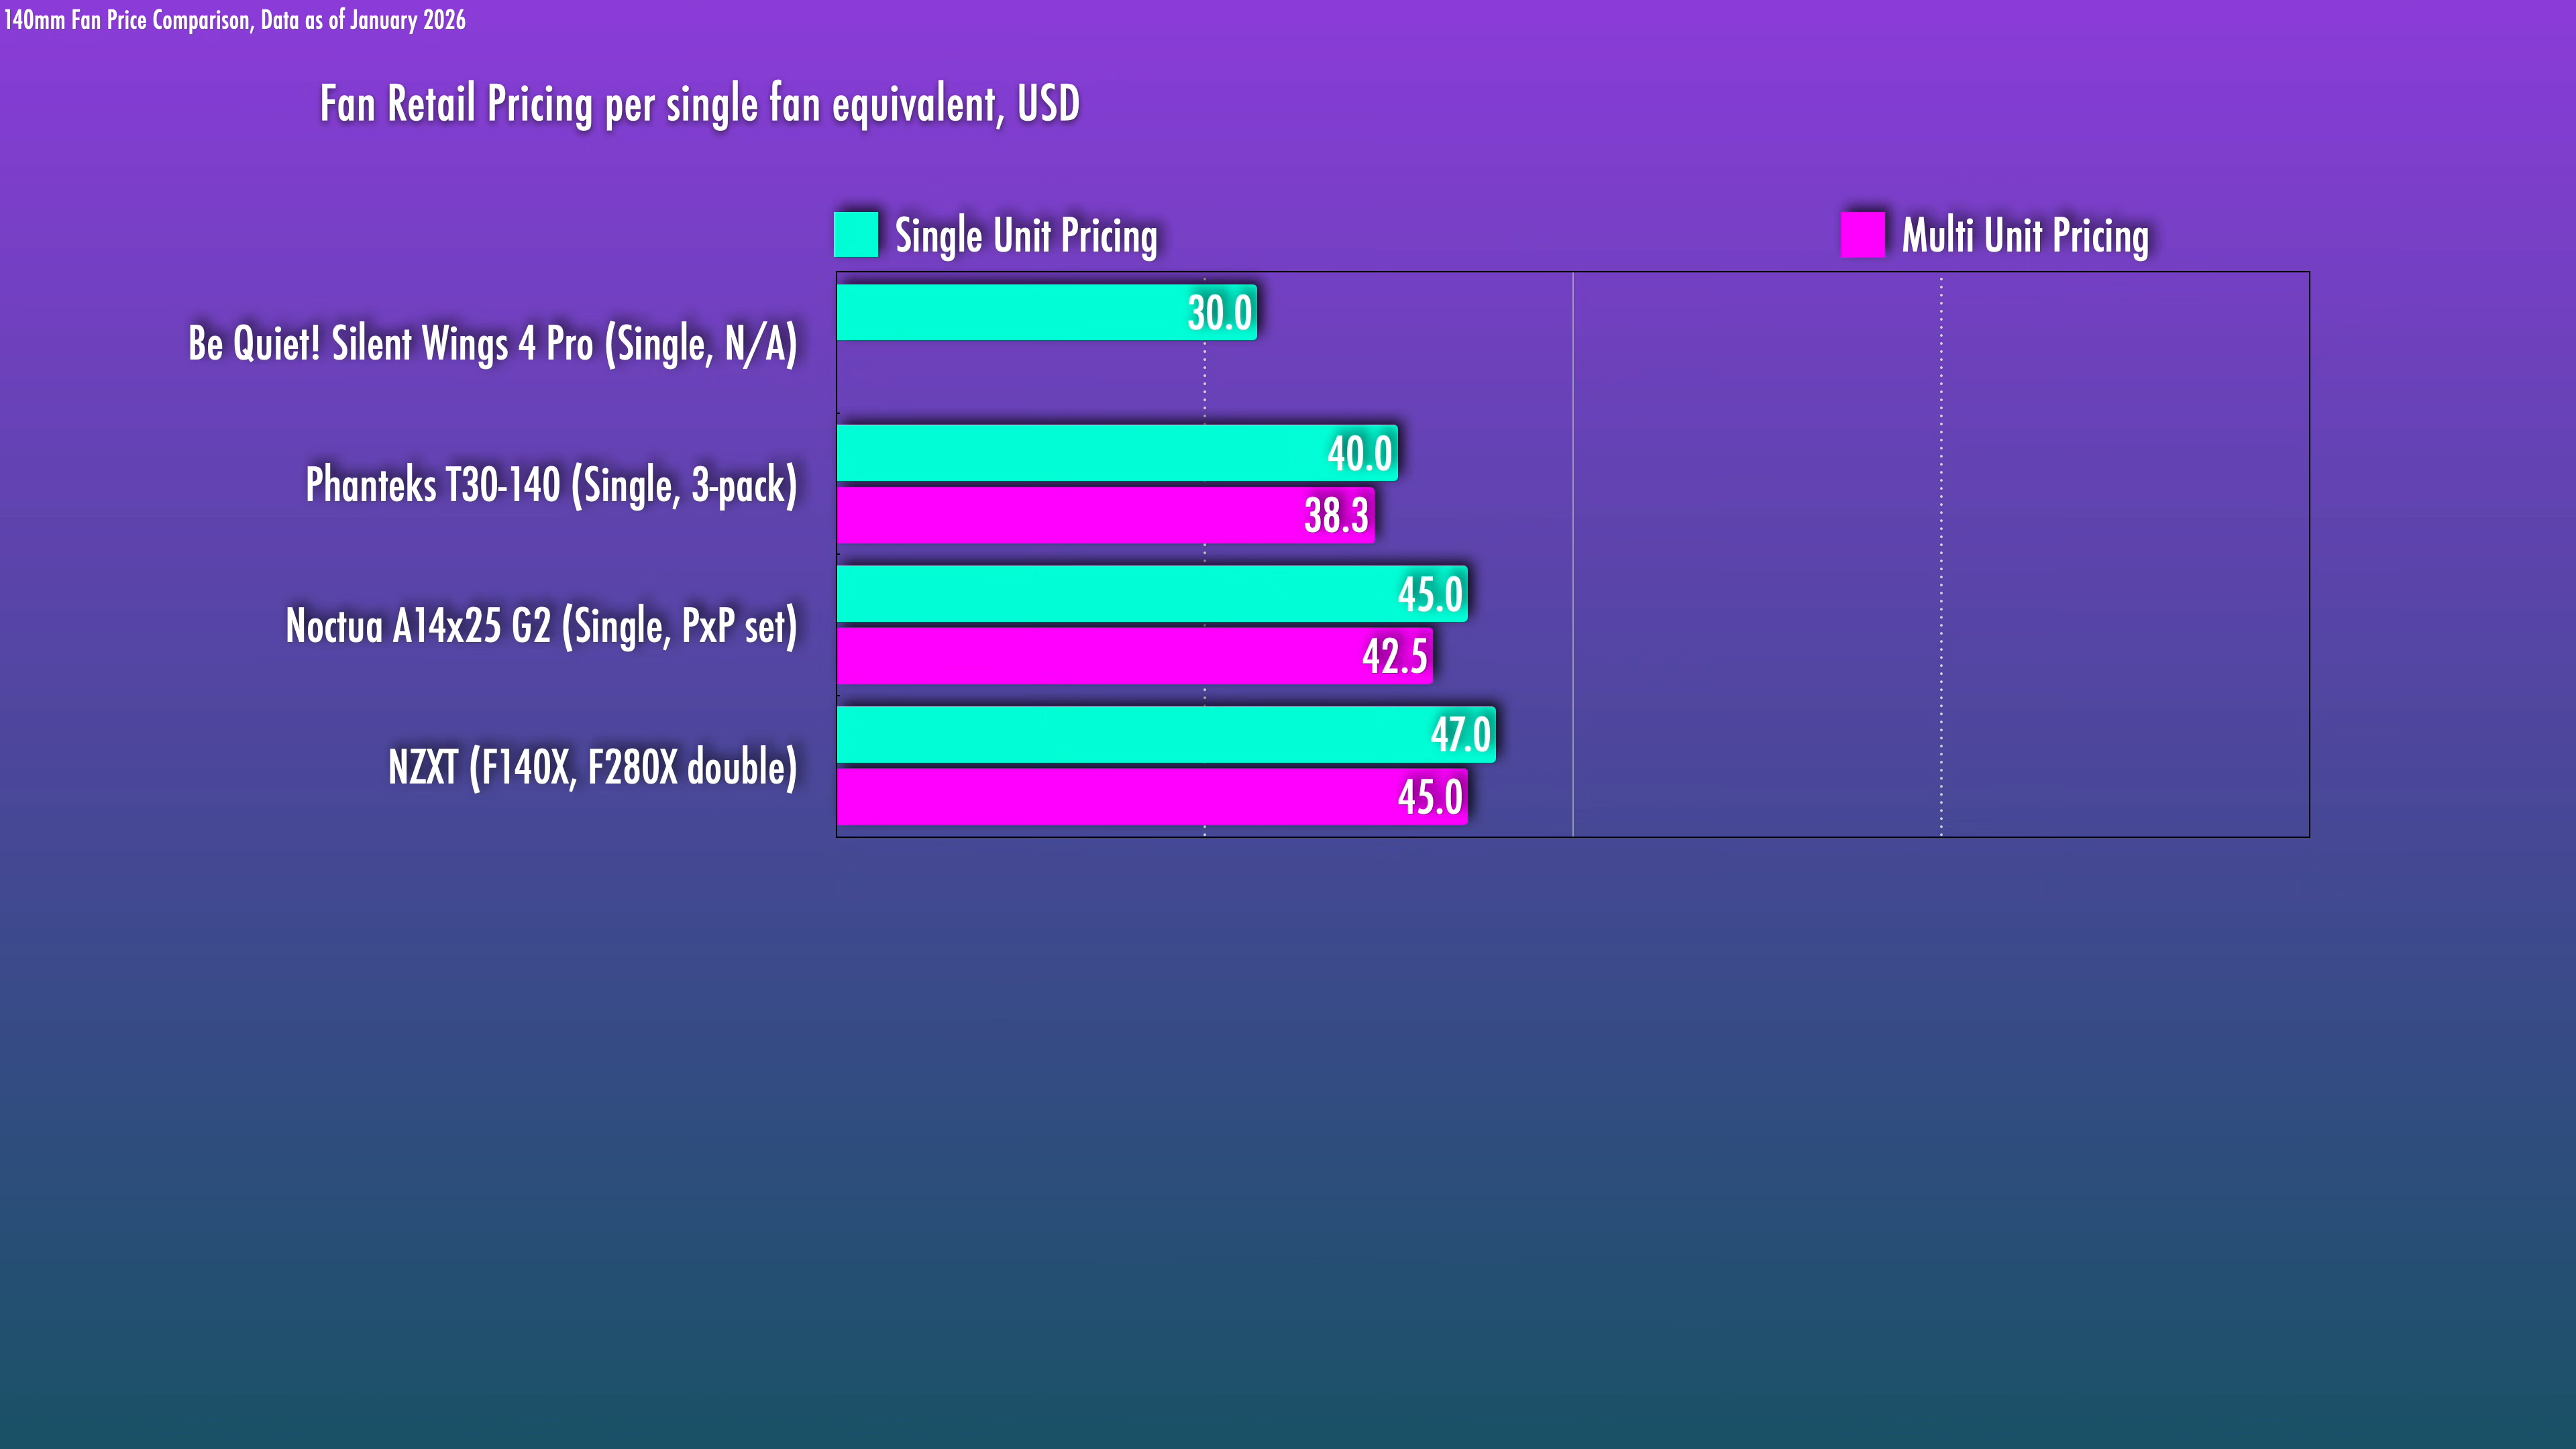 140mm Fan Price Comparison, Data as of January 2026
Fan Retail Pricing per single fan equivalent, USD
Single Unit Pricing
Multi Unit Pricing
Be Quiet! Silent Wings 4 Pro (Single, N/A)
30.0
Phanteks T30-140 (Single, 3-pack)
40.0
38.3
Noctua A14x25 G2 (Single, PxP set)
45.0
42.5
NZXT (F140X, F280X double)
47.0
45.0